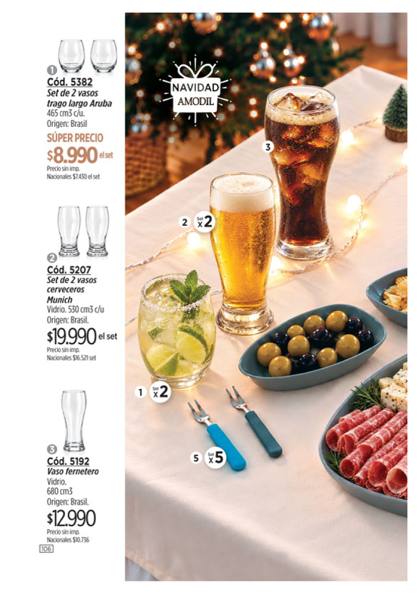 1
Cód. 5382
Set de 2 vasos
trago largo Aruba
465 cm3 c/u.
Origen: Brasil
SÚPER PRECIO
$8.990 el set
Precio sin imp.
Nacionales $7.430 el set
2
Cód. 5207
Set de 2 vasos
cerveceros
Munich
Vidrio. 530 cm3 c/u
Origen: Brasil.
$19.990 el set
Precio sin imp.
Nacionales $16.521 set
3
Cód. 5192
Vaso fernetero
Vidrio.
680 cm3
Origen: Brasil.
$12.990
Precio sin imp.
Nacionales $10.736
106
NAVIDAD
AMODIL
3
2 Set x2
1 Set x2
5 Set x5